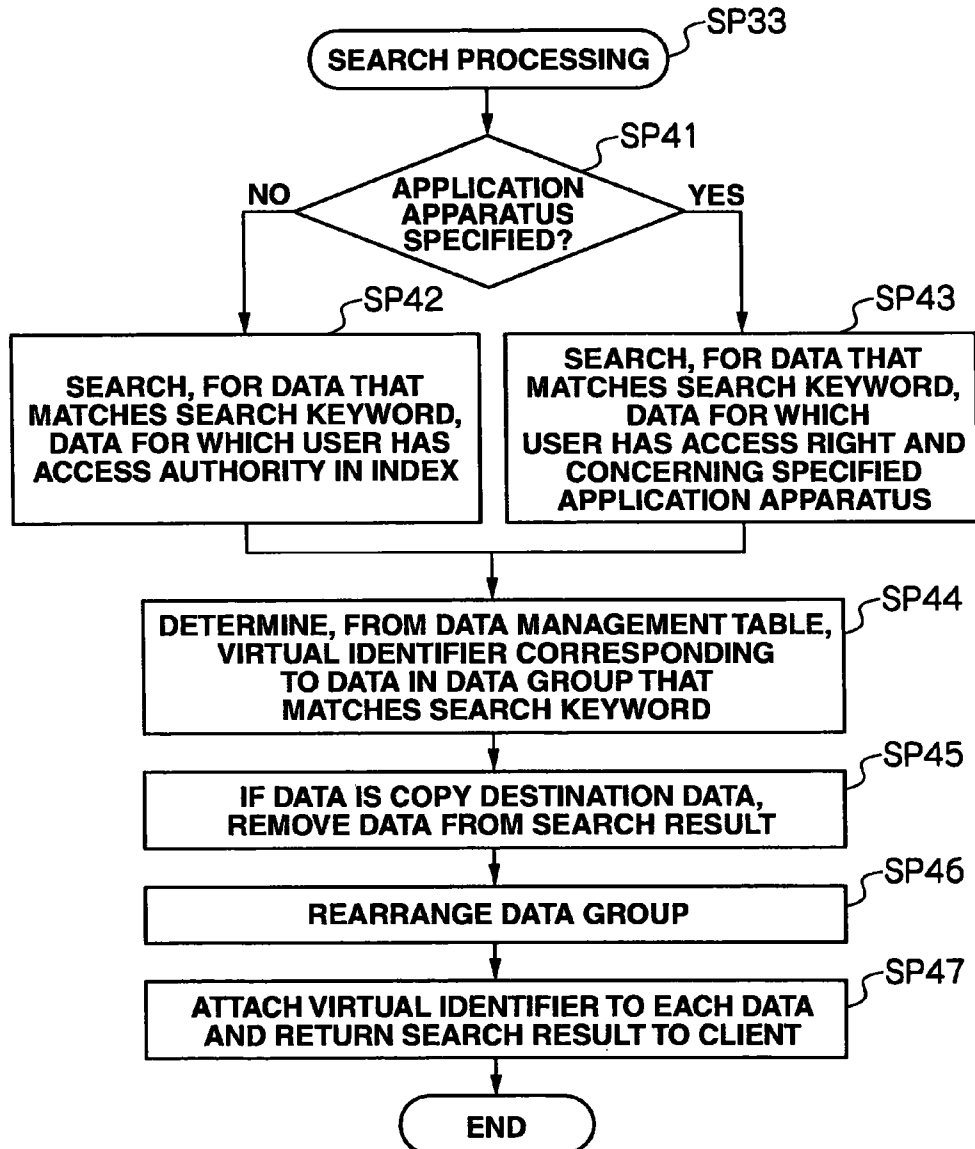 SP33
SEARCH PROCESSING
SP41
NO
APPLICATION
APPARATUS
SPECIFIED?
YES
SP42
SEARCH, FOR DATA THAT
MATCHES SEARCH KEYWORD,
DATA FOR WHICH USER HAS
ACCESS AUTHORITY IN INDEX
SP43
SEARCH, FOR DATA THAT
MATCHES SEARCH KEYWORD,
DATA FOR WHICH
USER HAS ACCESS RIGHT AND
CONCERNING SPECIFIED
APPLICATION APPARATUS
SP44
DETERMINE, FROM DATA MANAGEMENT TABLE,
VIRTUAL IDENTIFIER CORRESPONDING
TO DATA IN DATA GROUP THAT
MATCHES SEARCH KEYWORD
SP45
IF DATA IS COPY DESTINATION DATA,
REMOVE DATA FROM SEARCH RESULT
SP46
REARRANGE DATA GROUP
SP47
ATTACH VIRTUAL IDENTIFIER TO EACH DATA
AND RETURN SEARCH RESULT TO CLIENT
END